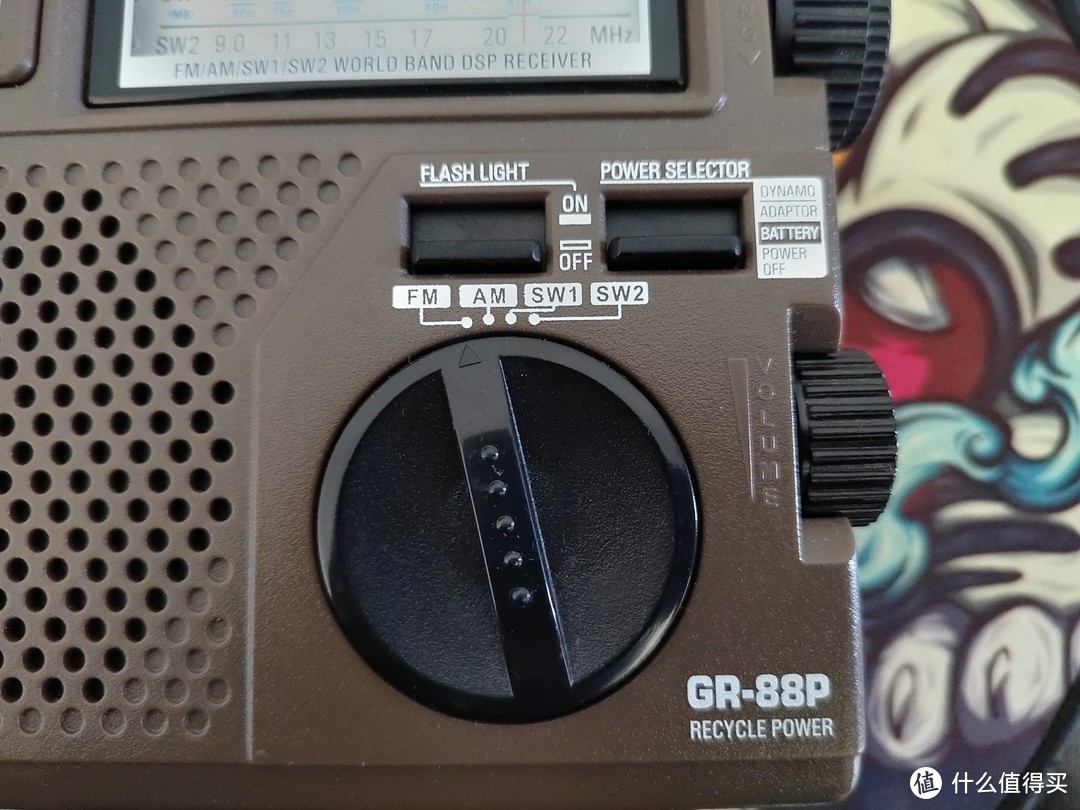 SW2 9.0 11 13 15 17 20 22 MHz
FM/AM/SW1/SW2 WORLD BAND DSP RECEIVER
FLASH LIGHT
ON
OFF
POWER SELECTOR
DYNAMO
ADAPTOR
BATTERY
POWER
OFF
FM AM SW1 SW2
VOLUME
GR-88P
RECYCLE POWER
值 什么值得买